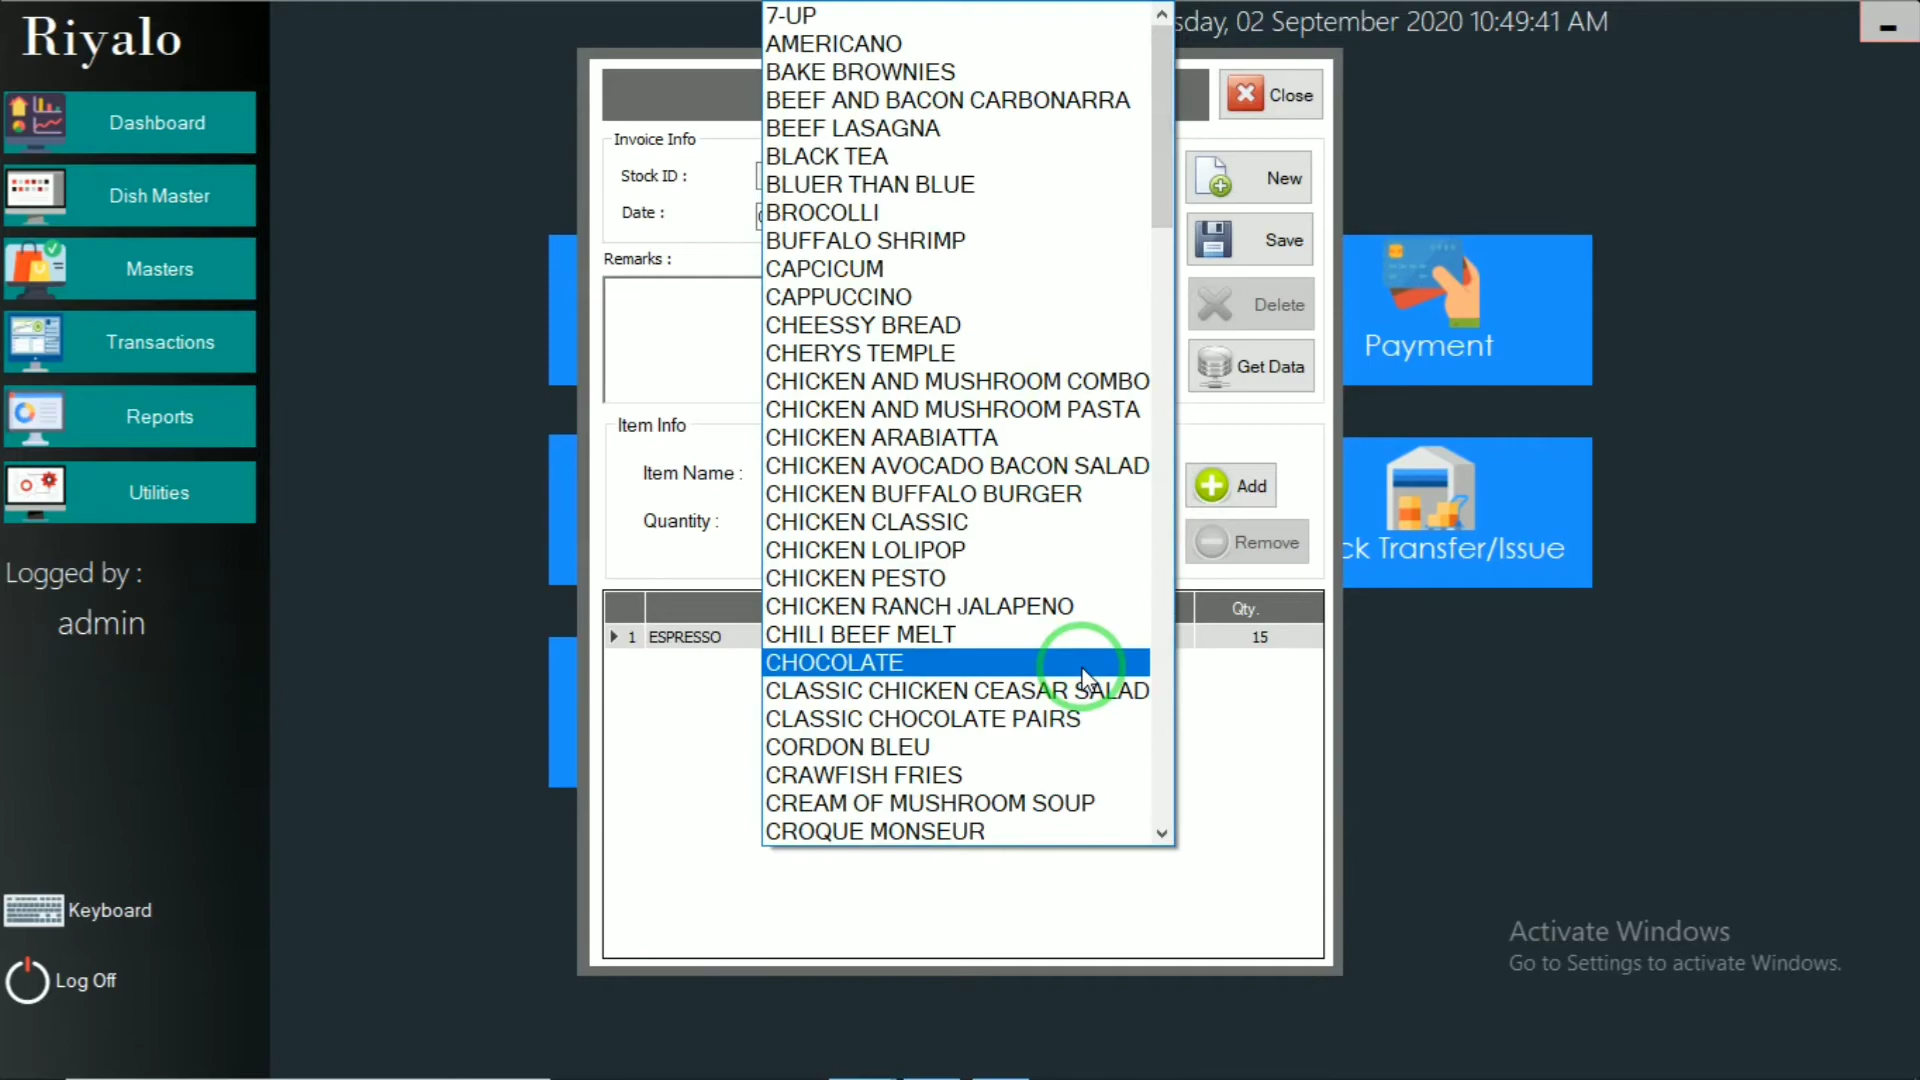 Riyalo
Dashboard
Dish Master
Masters
Transactions
Reports
Utilities
Logged by :
admin
Keyboard
Log Off
02 September 2020 10:49:41 AM
Close
Invoice Info
Stock ID :
Date :
Remarks :
New
Save
Delete
Get Data
Item Info
Item Name :
Quantity :
Add
Remove
Qty.
1 ESPRESSO 15
7-UP
AMERICANO
BAKE BROWNIES
BEEF AND BACON CARBONARRA
BEEF LASAGNA
BLACK TEA
BLUER THAN BLUE
BROCOLLI
BUFFALO SHRIMP
CAPCICUM
CAPPUCCINO
CHEESSY BREAD
CHERYS TEMPLE
CHICKEN AND MUSHROOM COMBO
CHICKEN AND MUSHROOM PASTA
CHICKEN ARABIATTA
CHICKEN AVOCADO BACON SALAD
CHICKEN BUFFALO BURGER
CHICKEN CLASSIC
CHICKEN LOLIPOP
CHICKEN PESTO
CHICKEN RANCH JALAPENO
CHILI BEEF MELT
CHOCOLATE
CLASSIC CHICKEN CEASAR SALAD
CLASSIC CHOCOLATE PAIRS
CORDON BLEU
CRAWFISH FRIES
CREAM OF MUSHROOM SOUP
CROQUE MONSEUR
Payment
Transfer/Issue
Activate Windows
Go to Settings to activate Windows.